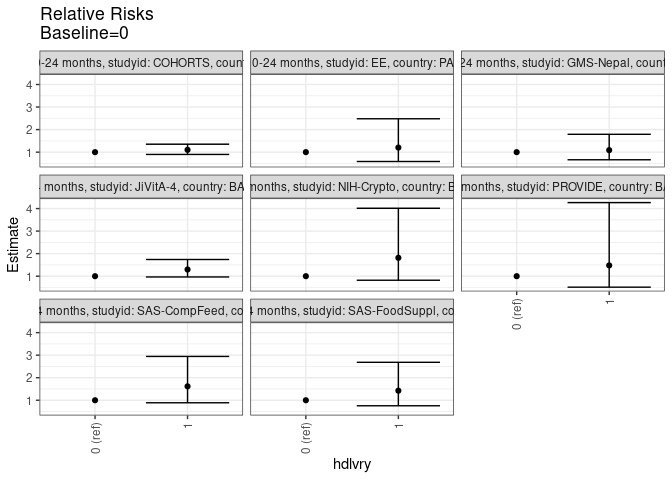 Relative Risks
Baseline=0
0-24 months, studyid: COHORTS, coun
0-24 months, studyid: EE, country: PA
24 months, studyid: GMS-Nepal, count
4
3
2
1
months, studyid: JiVitA-4, country: BA
months, studyid: NIH-Crypto, country: B
months, studyid: PROVIDE, country: BA
4
3
2
1
Estimate
months, studyid: SAS-CompFeed, co
months, studyid: SAS-FoodSuppl, co
4
3
2
1
0 (ref)
1
0 (ref)
1
0 (ref)
1
hdlvry